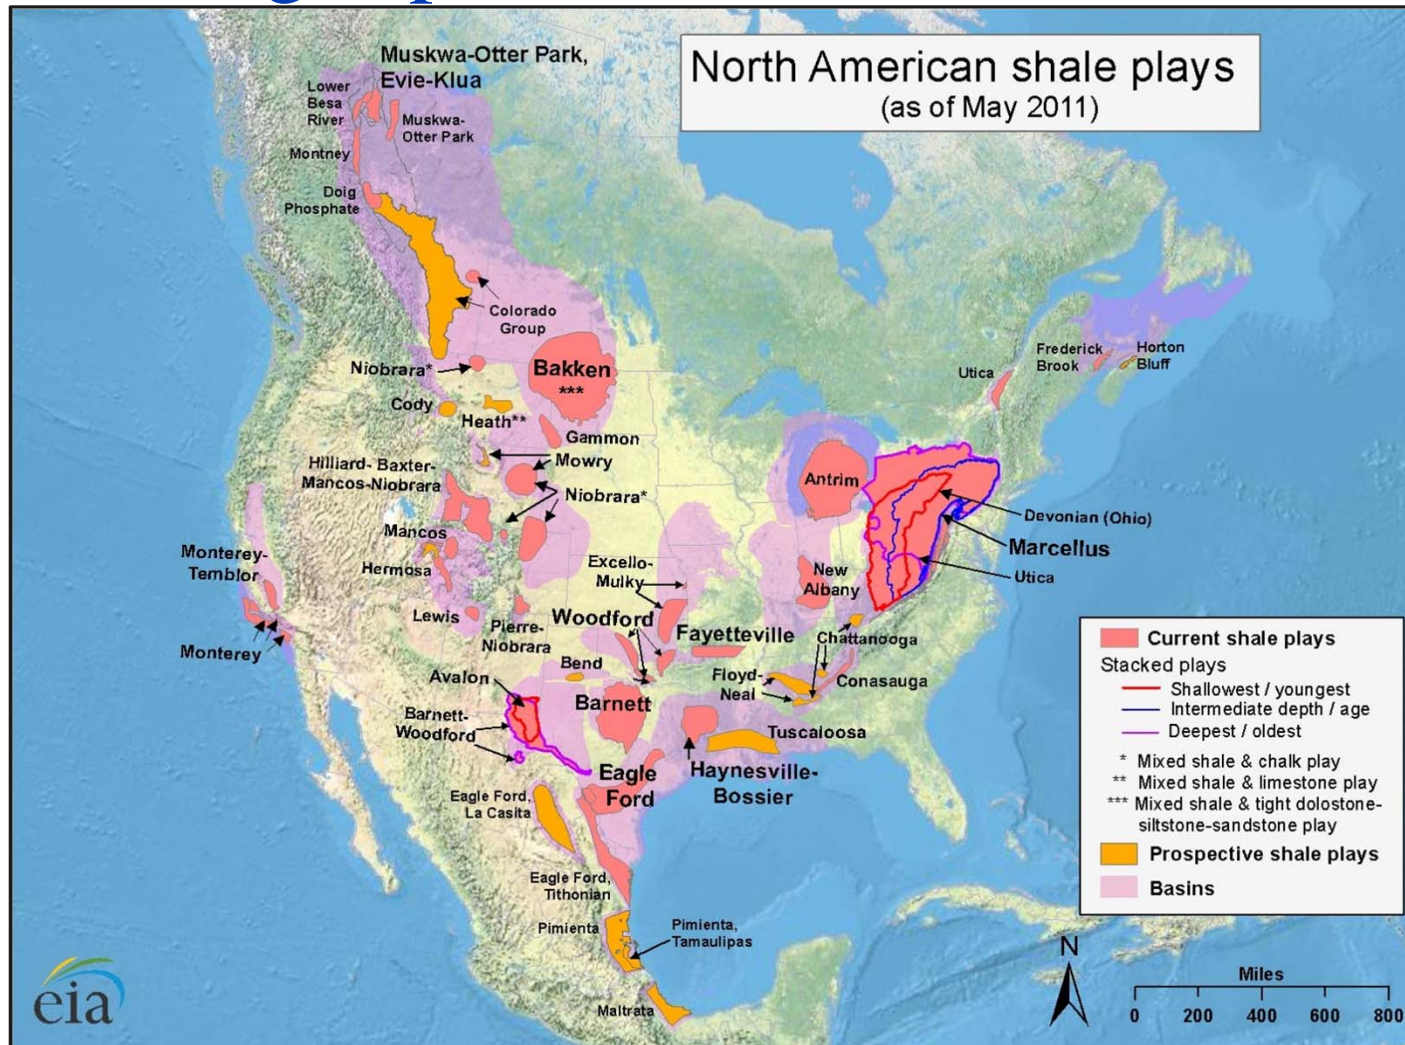 North American shale plays
(as of May 2011)
Muskwa-Otter Park,
Evie-Klua
Lower
Besa
River
Muskwa-
Otter Park
Montney
Doig
Phosphate
Colorado
Group
Niobrara*
Bakken
***
Cody
Heath**
Gammon
Mowry
Hilliard- Baxter-
Mancos-Niobrara
Niobrara*
Mancos
Hermosa
Monterey-
Temblor
Monterey
Lewis
Pierre-
Niobrara
Excello-
Mulky
Woodford
Fayetteville
New
Albany
Antrim
Utica
Frederick
Brook
Horton
Bluff
Devonian (Ohio)
Marcellus
Utica
Chattanooga
Bend
Avalon
Barnett
Barnett-
Woodford
Floyd-
Neal
Conasauga
Tuscaloosa
Haynesville-
Bossier
Eagle
Ford
Eagle Ford,
La Casita
Eagle Ford,
Tithonian
Pimienta
Pimienta,
Tamaulipas
Maltrata
Current shale plays
Stacked plays
Shallowest / youngest
Intermediate depth / age
Deepest / oldest
* Mixed shale & chalk play
** Mixed shale & limestone play
*** Mixed shale & tight dolostone-
siltstone-sandstone play
Prospective shale plays
Basins
N
Miles
0 200 400 600 800
eia